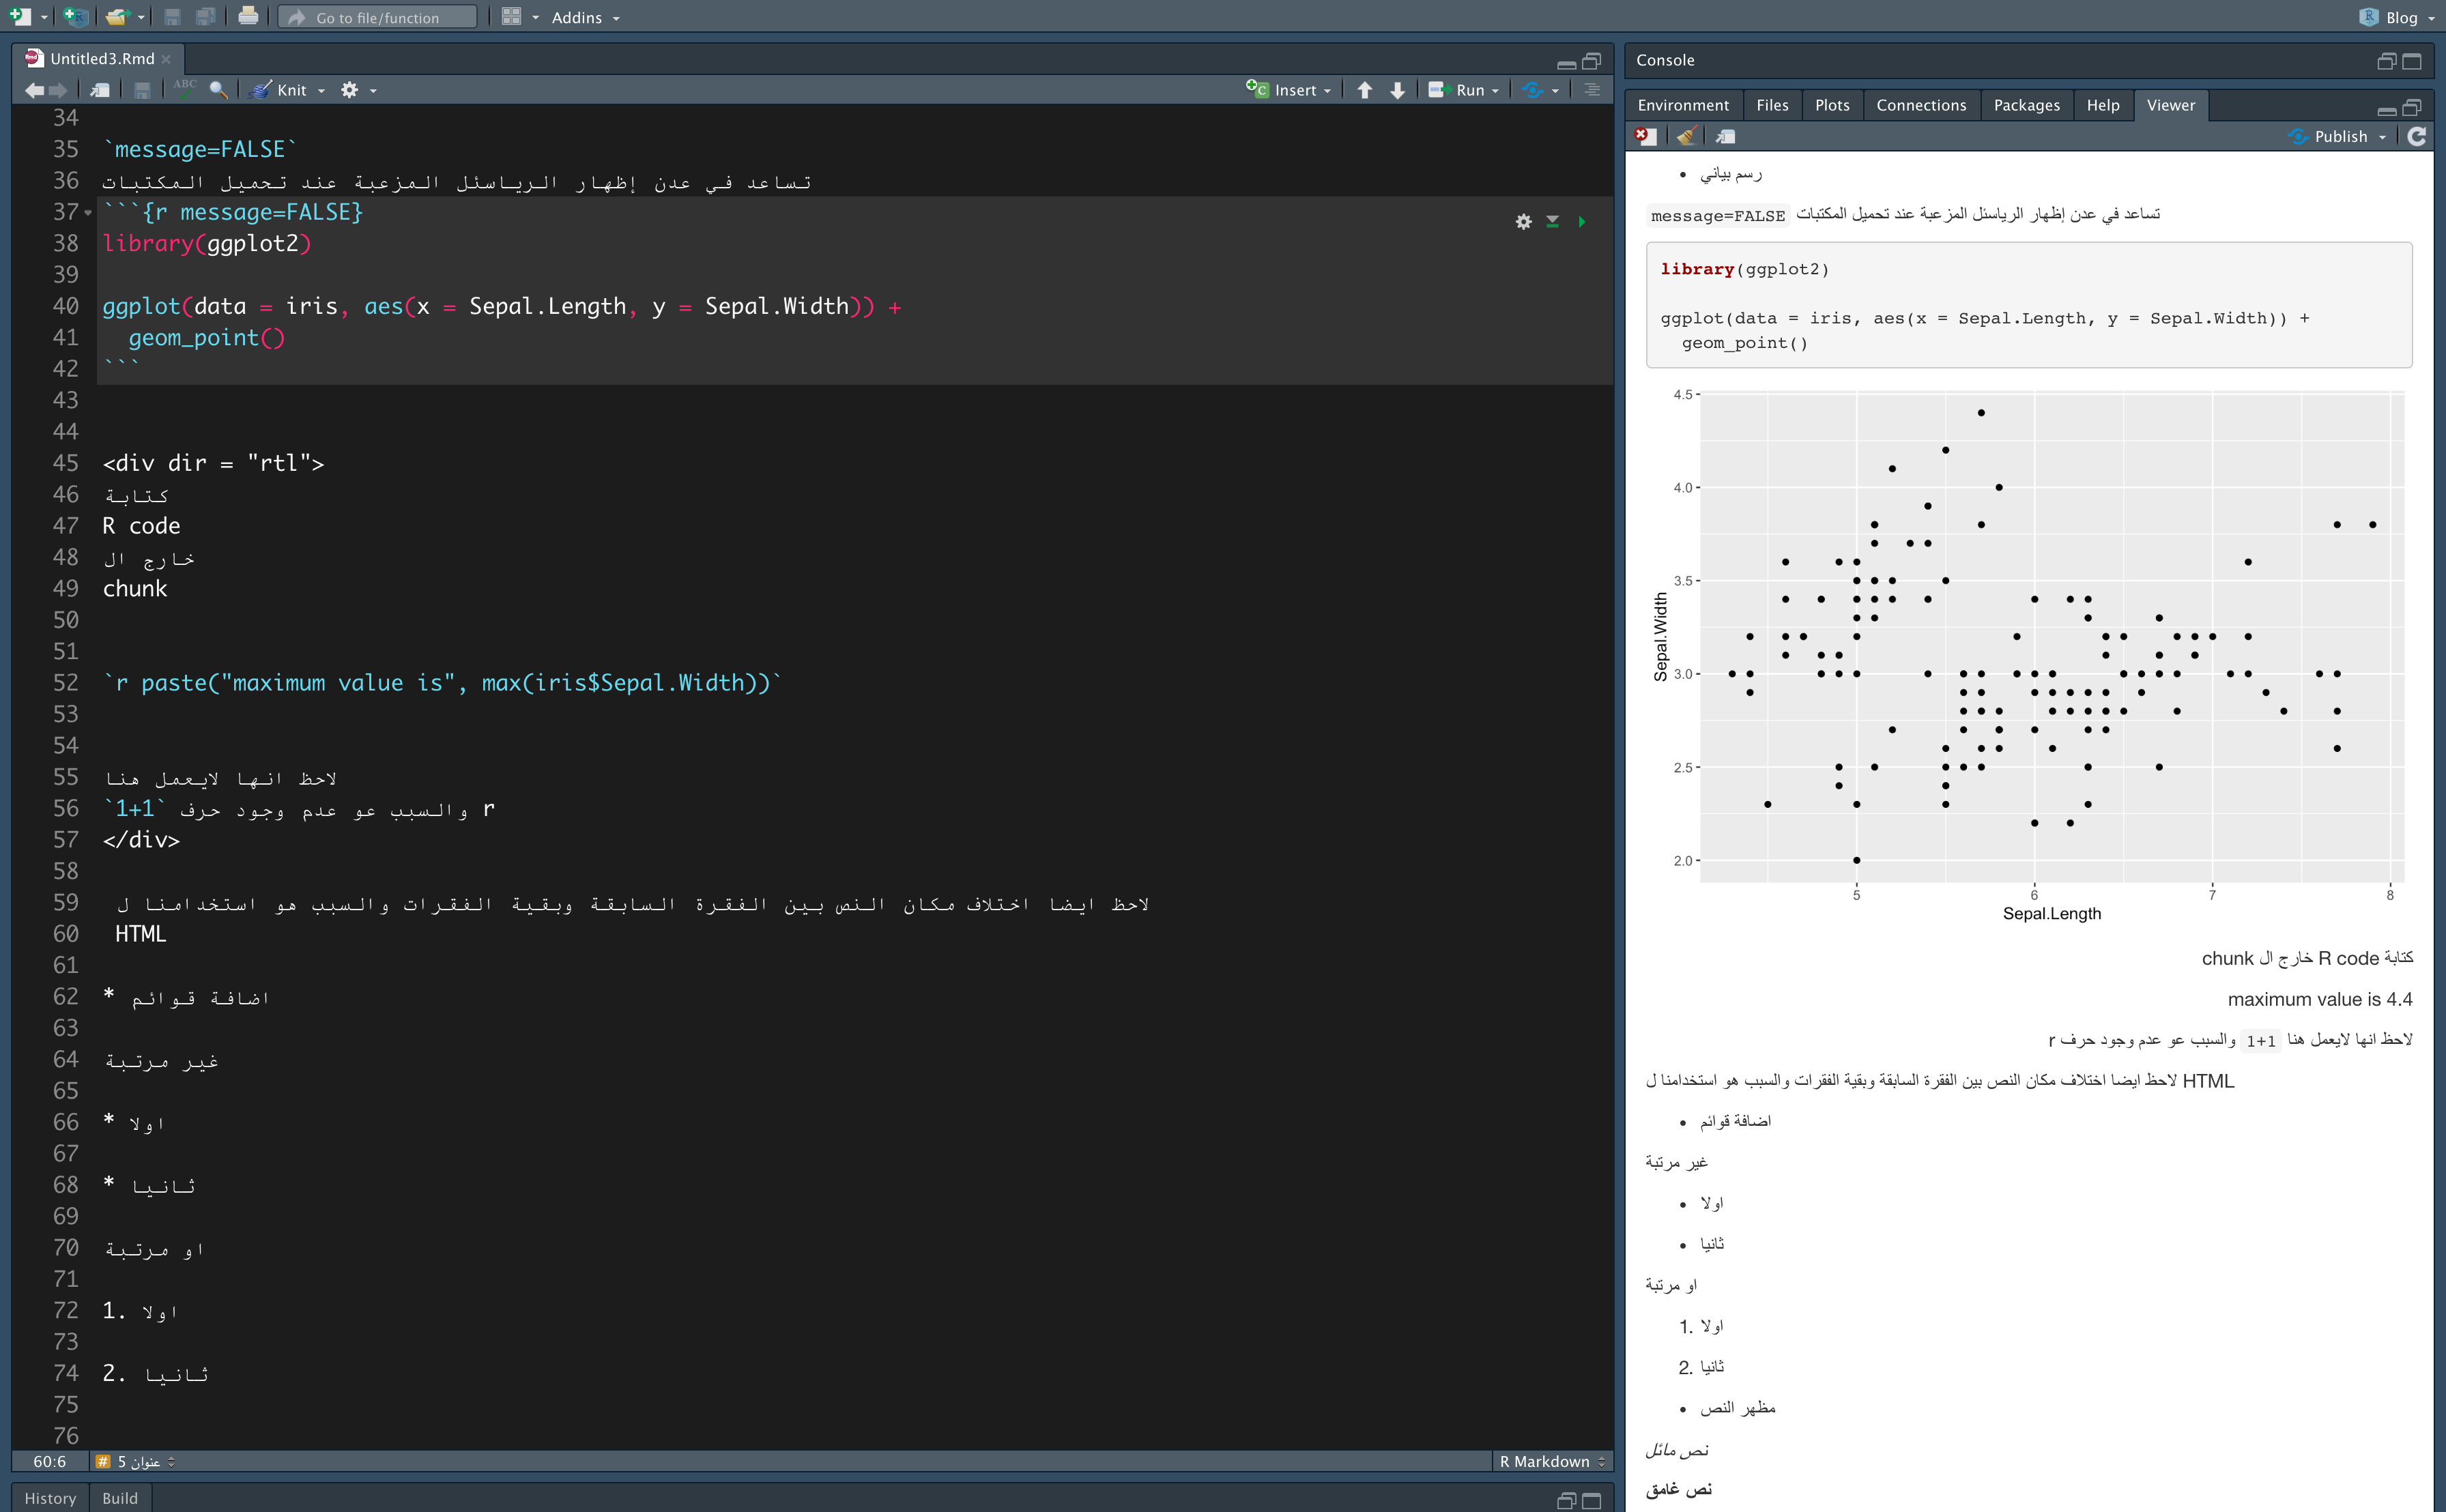 Go to file/function
Addins
Blog
Untitled3.Rmd
ABC
Knit
Insert
Run
34
35 `message=FALSE`
36 تساعد في عدن إظهار الرياسئل المزعبة عند تحميل المكتبات
37 ```{r message=FALSE}
38 library(ggplot2)
39
40 ggplot(data = iris, aes(x = Sepal.Length, y = Sepal.Width)) +
41 geom_point()
42 ```
43
44
45 <div dir = "rtl">
46 كتابة
47 R code
48 خارج ال
49 chunk
50
51
52 `r paste("maximum value is", max(iris$Sepal.Width))`
53
54
55 لاحظ انها لايعمل هنا
56 `1+1` والسبب عو عدم وجود حرف r
57 </div>
58
59 لاحظ ايضا اختلاف مكان النص بين الفقرة السابقة وبقية الفقرات والسبب هو استخدامنا ل
60 HTML
61
62 * اضافة قوائم
63
64 غير مرتبة
65
66 * اولا
67
68 * ثانيا
69
70 او مرتبة
71
72 1. اولا
73
74 2. ثانيا
75
76
60:6 # عنوان 5
R Markdown
History Build
Console
Environment Files Plots Connections Packages Help Viewer
Publish
• رسم بياني
message=FALSE تساعد في عدن إظهار الرياسئل المزعبة عند تحميل المكتبات
library(ggplot2)
ggplot(data = iris, aes(x = Sepal.Length, y = Sepal.Width)) +
geom_point()
4.5
4.0
3.5
3.0
2.5
2.0
Sepal.Width
5 6 7 8
Sepal.Length
كتابة R code خارج ال chunk
maximum value is 4.4
لاحظ انها لايعمل هنا 1+1 والسبب عو عدم وجود حرف r
لاحظ ايضا اختلاف مكان النص بين الفقرة السابقة وبقية الفقرات والسبب هو استخدامنا ل HTML
• اضافة قوائم
غير مرتبة
• اولا
• ثانيا
او مرتبة
1. اولا
2. ثانيا
• مظهر النص
نص مائل
نص غامق